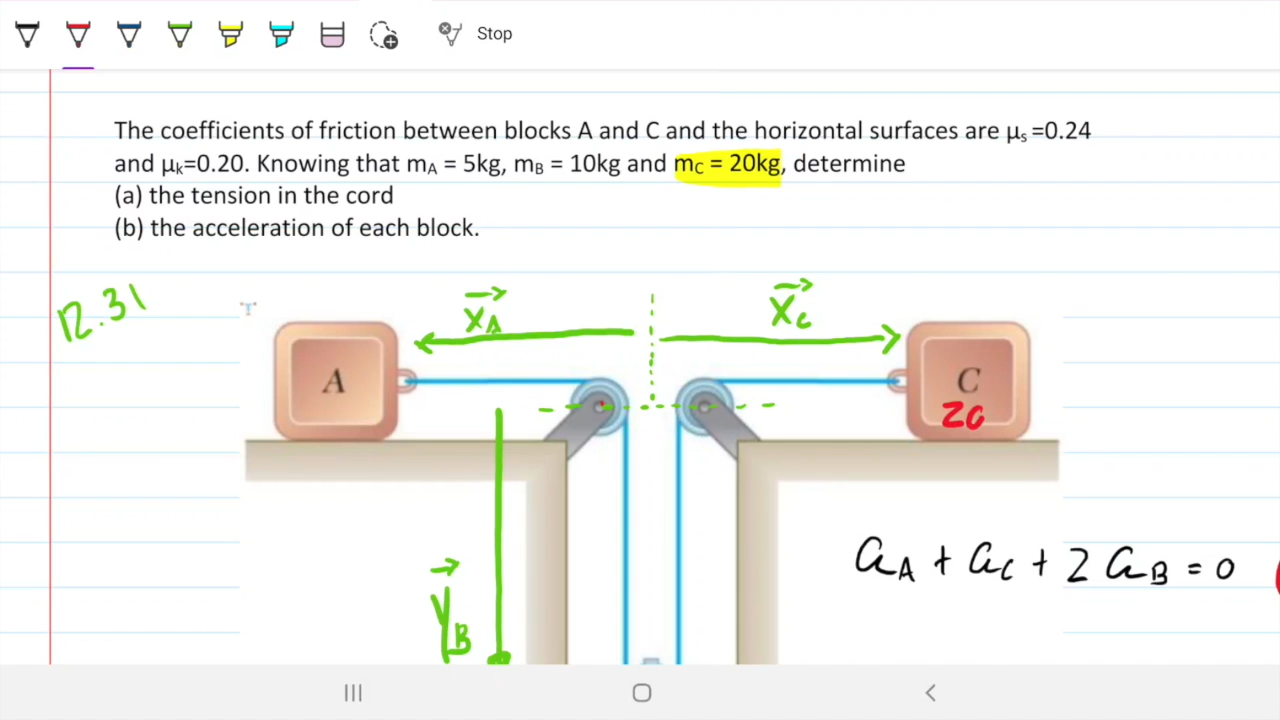 Stop
The coefficients of friction between blocks A and C and the horizontal surfaces are μs =0.24
and μk=0.20. Knowing that mA = 5kg, mB = 10kg and mC = 20kg, determine
(a) the tension in the cord
(b) the acceleration of each block.
12.31
xA
xC
A
C
20
aA + aC + 2 aB = 0
yB